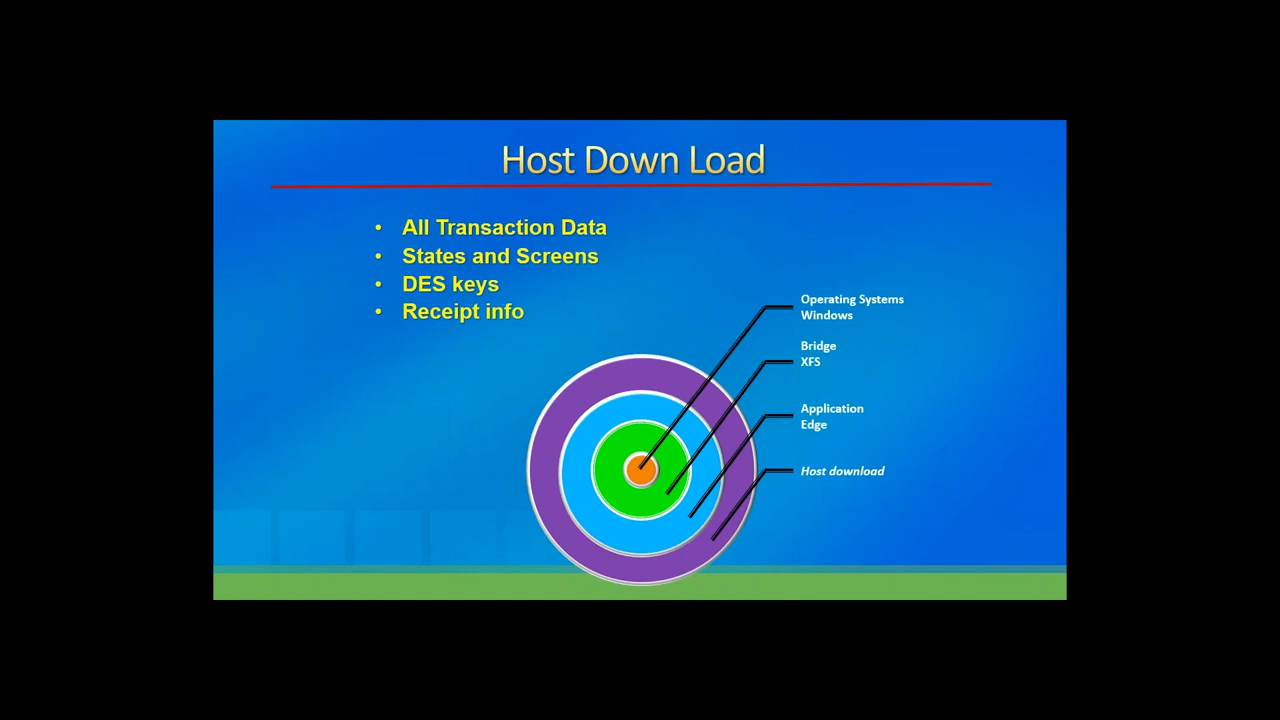 Host Down Load
• All Transaction Data
• States and Screens
• DES keys
• Receipt info
Operating Systems
Windows
Bridge
XFS
Application
Edge
Host download